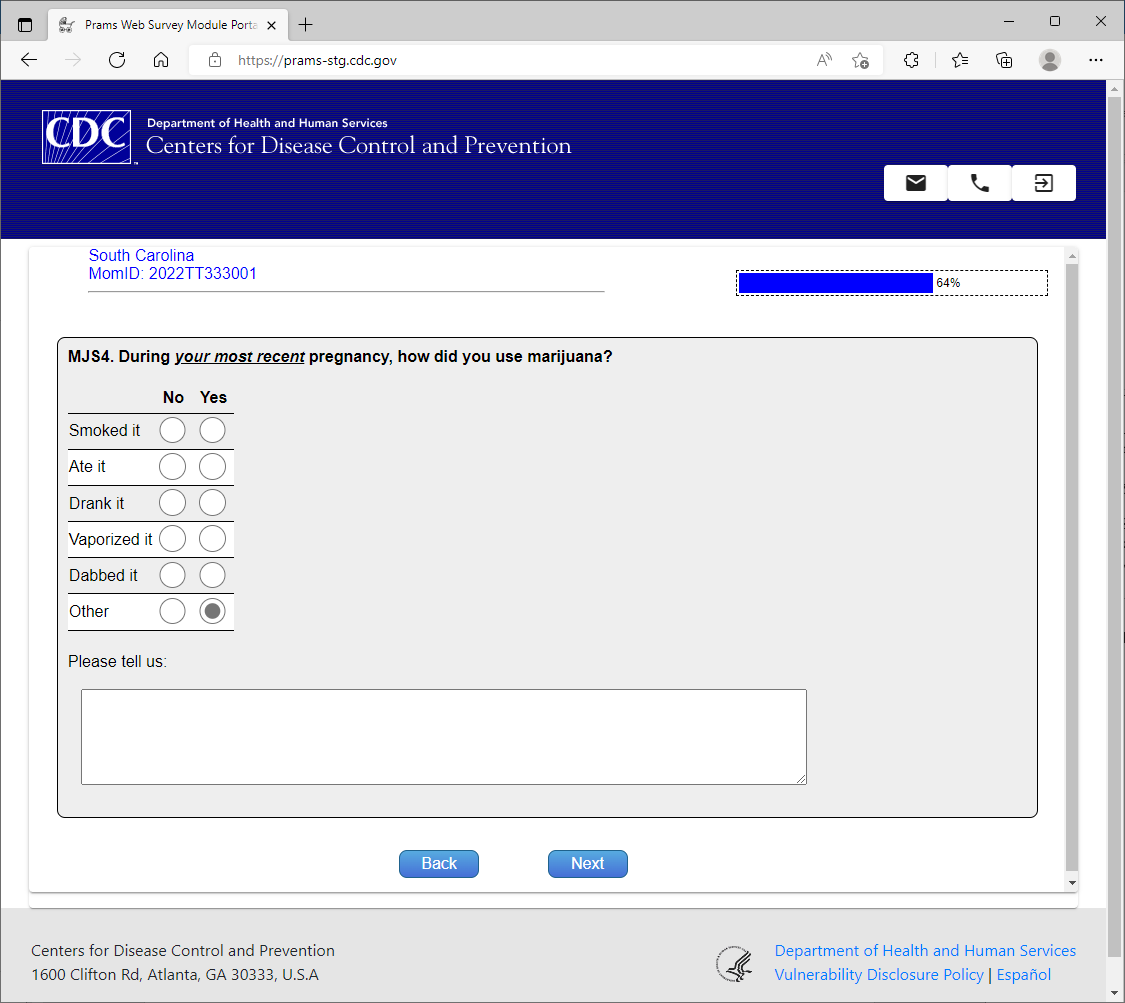 Prams Web Survey Module Porta
https://prams-stg.cdc.gov
CDC
Department of Health and Human Services
Centers for Disease Control and Prevention
South Carolina
MomID: 2022TT333001
64%
MJS4. During your most recent pregnancy, how did you use marijuana?
No Yes
Smoked it
Ate it
Drank it
Vaporized it
Dabbed it
Other
Please tell us:
Back Next
Centers for Disease Control and Prevention
1600 Clifton Rd, Atlanta, GA 30333, U.S.A
Department of Health and Human Services
Vulnerability Disclosure Policy | Español